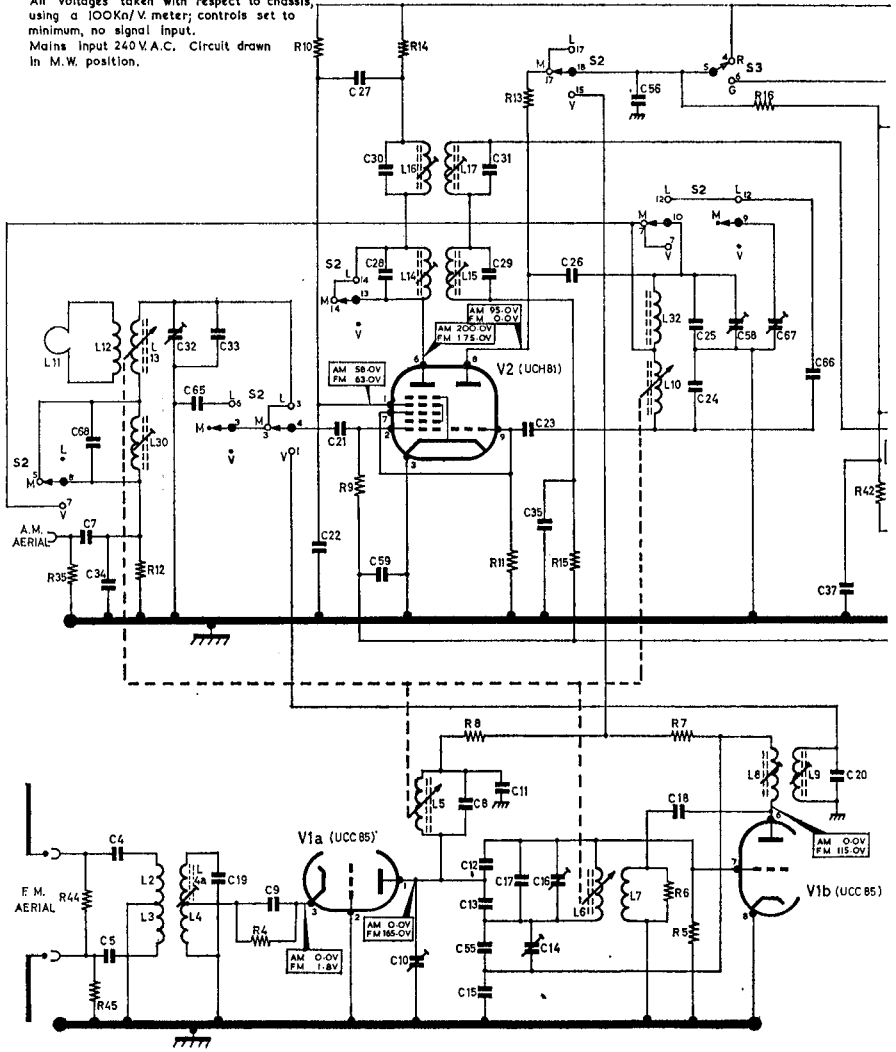 All voltages taken with respect to chassis,
using a 100Kn/V. meter; controls set to
minimum, no signal input.
Mains input 240 V. A.C. Circuit drawn
in M.W. position.
R10
R14
C27
L
17
M
17
S2
18
15
V
R13
C56
4
R
S
S3
6
G
R16
C30
L16
L17
C31
12
L
S2
L
12
M
7
10
7
V
M
9
V
S2
L
14
M
14
13
V
C28
L14
L15
C29
C26
L11
L12
L
13
C32
C33
AM 95·0V
FM 0·0V
AM 200·0V
FM 175·0V
AM 58·0V
FM 63·0V
6
8
V2 (UCH81)
1
7
2
3
9
L32
C25
C58
C67
L10
C24
C66
C65
L
6
S2
L
3
M
3
V
M
3
4
V
1
C21
C23
S2
L
M
5
8
7
V
C68
L30
R9
C35
R42
A.M.
AERIAL
C7
R35
C34
R12
C22
C59
R11
R15
C37
R8
R7
L5
C8
C11
L8
L9
C20
C18
6
AM 0·0V
FM 115·0V
V1a (UCC 85)
C4
L2
L3
L
4a
L4
C19
C9
R4
3
2
1
C12
C13
C17
C16
L6
L7
R6
R5
7
8
V1b (UCC 85)
F.M.
AERIAL
R44
C5
R45
AM 0·0V
FM 1·8V
AM 0·0V
FM 165·0V
C10
C55
C14
C15